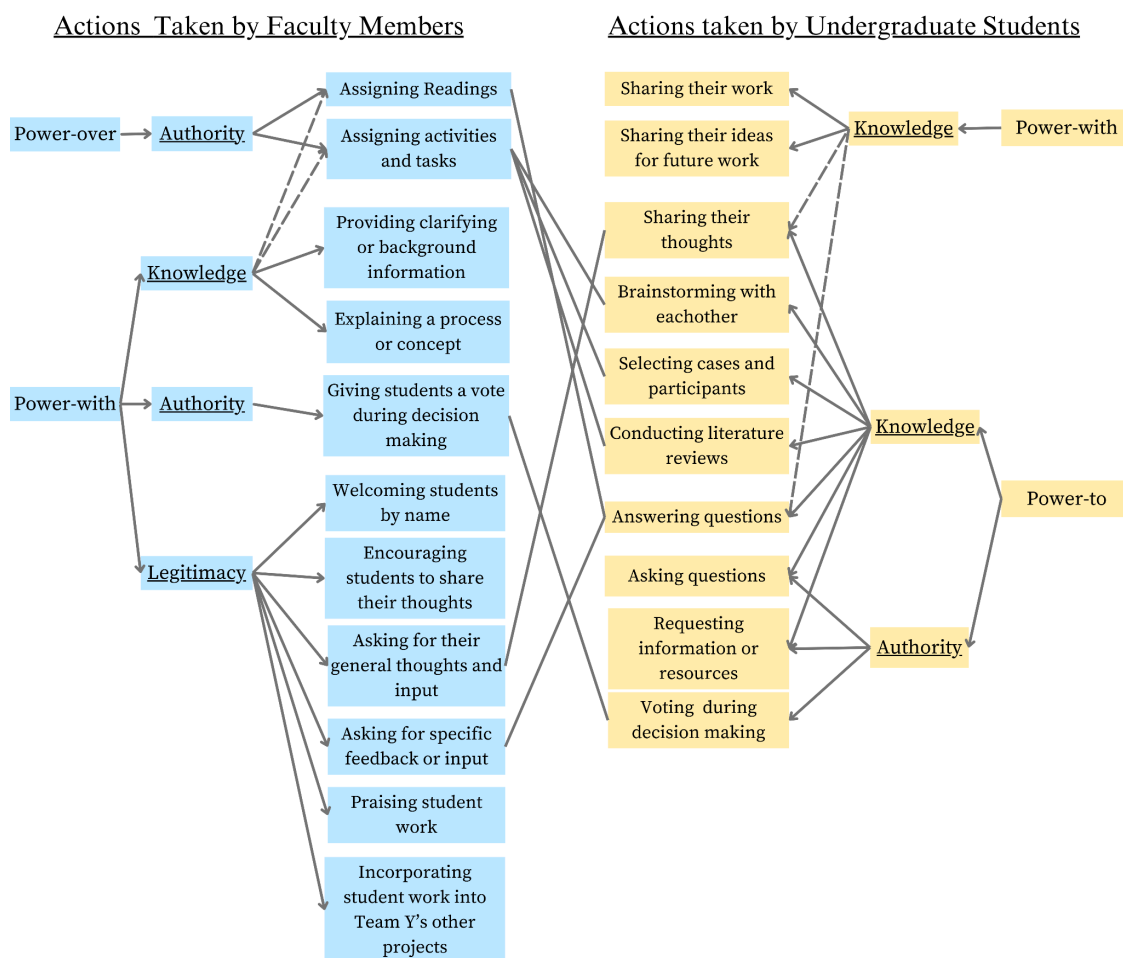 Actions  Taken by Faculty Members
Power-over
Authority
Assigning Readings
Assigning activities
and tasks
Power-with
Knowledge
Providing clarifying
or background
information
Explaining a process
or concept
Authority
Giving students a vote
during decision
making
Legitimacy
Welcoming students
by name
Encouraging
students to share
their thoughts
Asking for their
general thoughts and
input
Asking for specific
feedback or input
Praising student
work
Incorporating
student work into
Team Y’s other
projects
Actions taken by Undergraduate Students
Sharing their work
Sharing their ideas
for future work
Knowledge
Power-with
Sharing their
thoughts
Brainstorming with
eachother
Selecting cases and
participants
Conducting literature
reviews
Answering questions
Asking questions
Requesting
information or
resources
Voting  during
decision making
Knowledge
Authority
Power-to